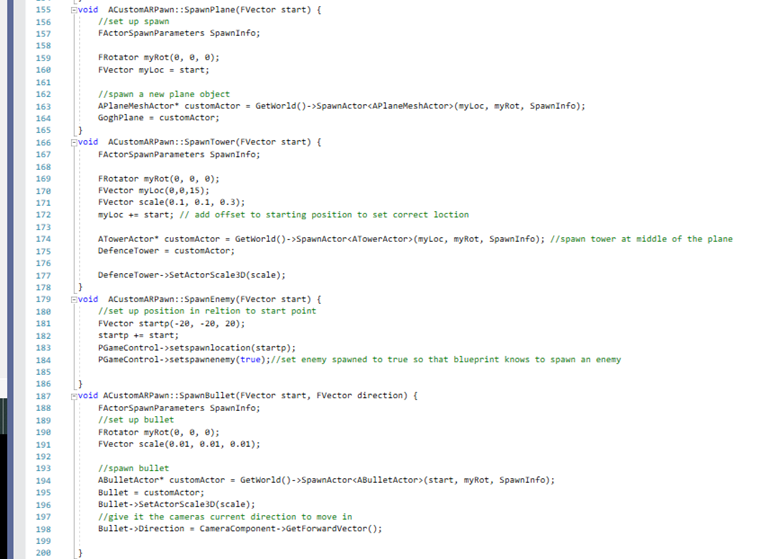 155 void ACustomARPawn::SpawnPlane(FVector start) {
156 //set up spawn
157 FActorSpawnParameters SpawnInfo;
158
159 FRotator myRot(0, 0, 0);
160 FVector myLoc = start;
161
162 //spawn a new plane object
163 APlaneMeshActor* customActor = GetWorld()->SpawnActor<APlaneMeshActor>(myLoc, myRot, SpawnInfo);
164 GoghPlane = customActor;
165 }
166 void ACustomARPawn::SpawnTower(FVector start) {
167 FActorSpawnParameters SpawnInfo;
168
169 FRotator myRot(0, 0, 0);
170 FVector myLoc(0,0,15);
171 FVector scale(0.1, 0.1, 0.3);
172 myLoc += start; // add offset to starting position to set correct loction
173
174 ATowerActor* customActor = GetWorld()->SpawnActor<ATowerActor>(myLoc, myRot, SpawnInfo); //spawn tower at middle of the plane
175 DefenceTower = customActor;
176
177 DefenceTower->SetActorScale3D(scale);
178 }
179 void ACustomARPawn::SpawnEnemy(FVector start) {
180 //set up position in reltion to start point
181 FVector startp(-20, -20, 20);
182 startp += start;
183 PGameControl->setspawnlocation(startp);
184 PGameControl->setspawnenemy(true);//set enemy spawned to true so that blueprint knows to spawn an enemy
185
186 }
187 void ACustomARPawn::SpawnBullet(FVector start, FVector direction) {
188 FActorSpawnParameters SpawnInfo;
189 //set up bullet
190 FRotator myRot(0, 0, 0);
191 FVector scale(0.01, 0.01, 0.01);
192
193 //spawn bullet
194 ABulletActor* customActor = GetWorld()->SpawnActor<ABulletActor>(start, myRot, SpawnInfo);
195 Bullet = customActor;
196 Bullet->SetActorScale3D(scale);
197 //give it the cameras current direction to move in
198 Bullet->Direction = CameraComponent->GetForwardVector();
199
200 }